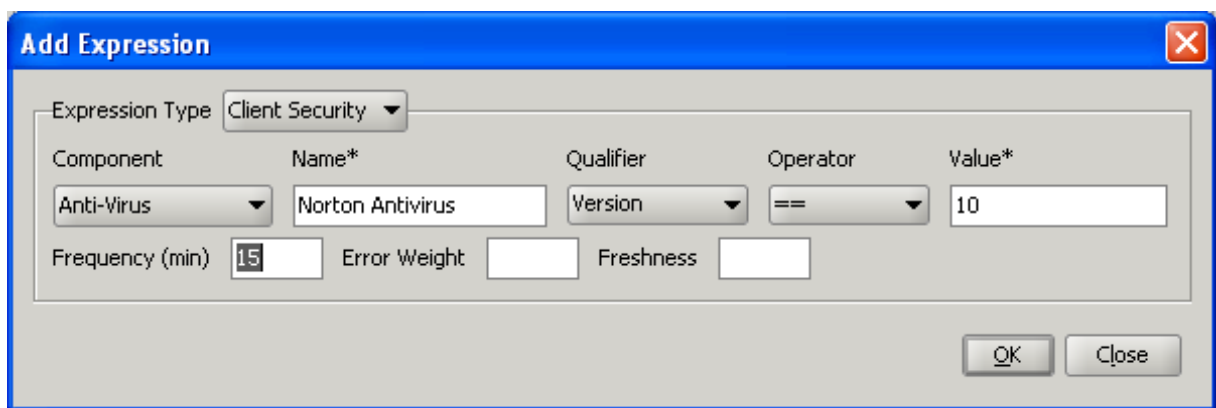 Add Expression
Expression Type Client Security
Component Name* Qualifier Operator Value*
Anti-Virus Norton Antivirus Version == 10
Frequency (min) 15 Error Weight Freshness
OK Close